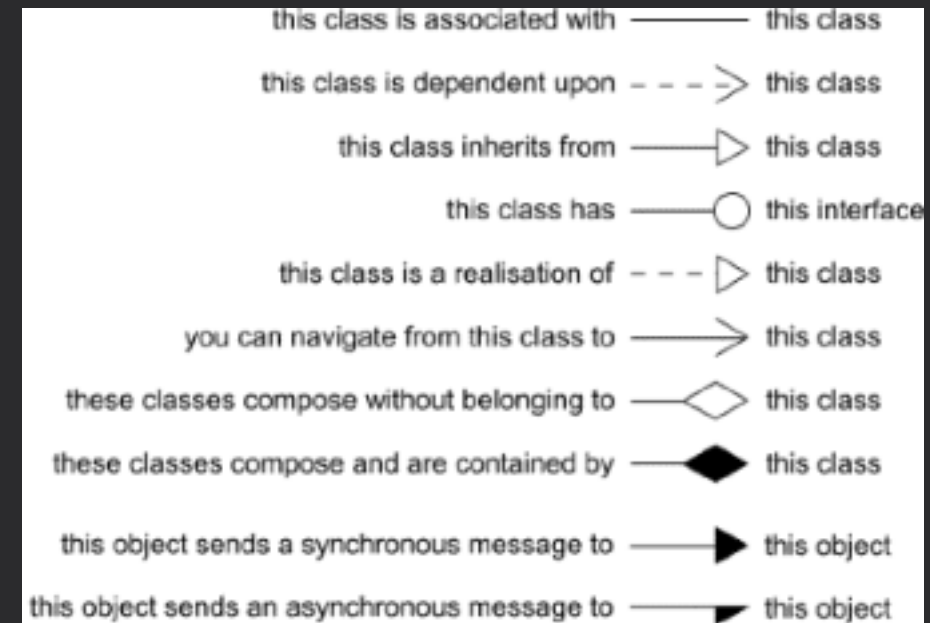 this class is associated with this class
this class is dependent upon this class
this class inherits from this class
this class has this interface
this class is a realisation of this class
you can navigate from this class to this class
these classes compose without belonging to this class
these classes compose and are contained by this class
this object sends a synchronous message to this object
this object sends an asynchronous message to this object